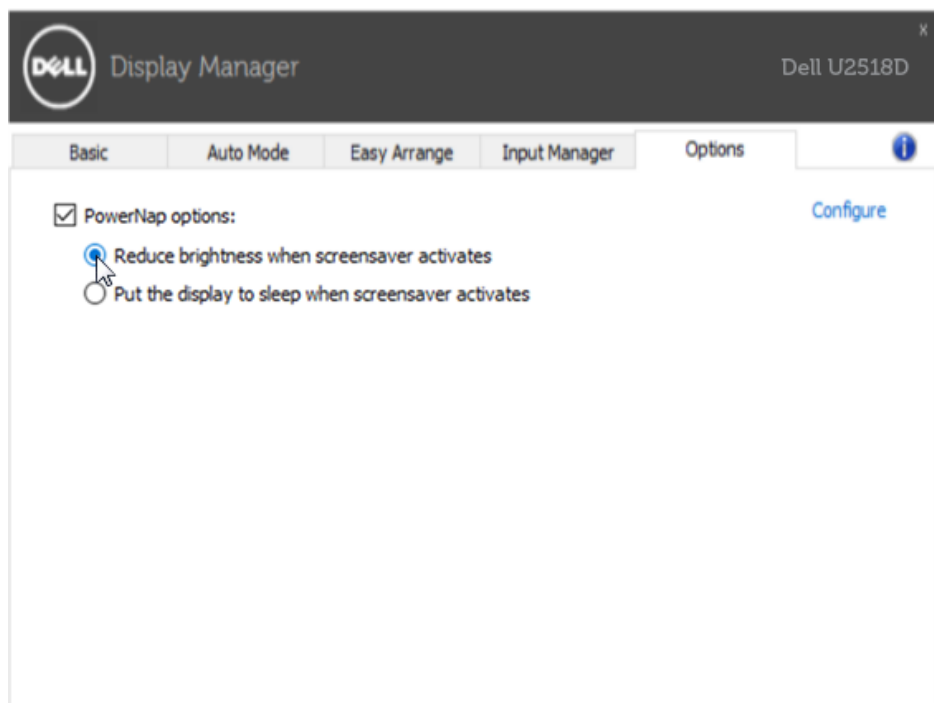 DELL Display Manager
x
Dell U2518D
Basic Auto Mode Easy Arrange Input Manager Options i
PowerNap options: Configure
Reduce brightness when screensaver activates
Put the display to sleep when screensaver activates